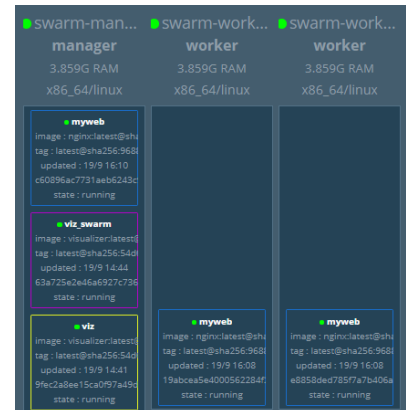 swarm-man...
manager
3.859G RAM
x86_64/linux
myweb
image : nginx:latest@sha
tag : latest@sha256:968
updated : 19/9 16:10
c60896ac7731aeb6243c
state : running
viz_swarm
image : visualizer:latest@
tag : latest@sha256:54d
updated : 19/9 14:44
63a725e2e46a6927c736
state : running
viz
image : visualizer:latest@
tag : latest@sha256:54d
updated : 19/9 14:41
9fec2a8ee15ca0f97a49d
state : running
swarm-work...
worker
3.859G RAM
x86_64/linux
myweb
image : nginx:latest@sha
tag : latest@sha256:968
updated : 19/9 16:08
19abcea5e4000562284f
state : running
swarm-work...
worker
3.859G RAM
x86_64/linux
myweb
image : nginx:latest@sha
tag : latest@sha256:968
updated : 19/9 16:08
e8858ded785f7a7b406a
state : running